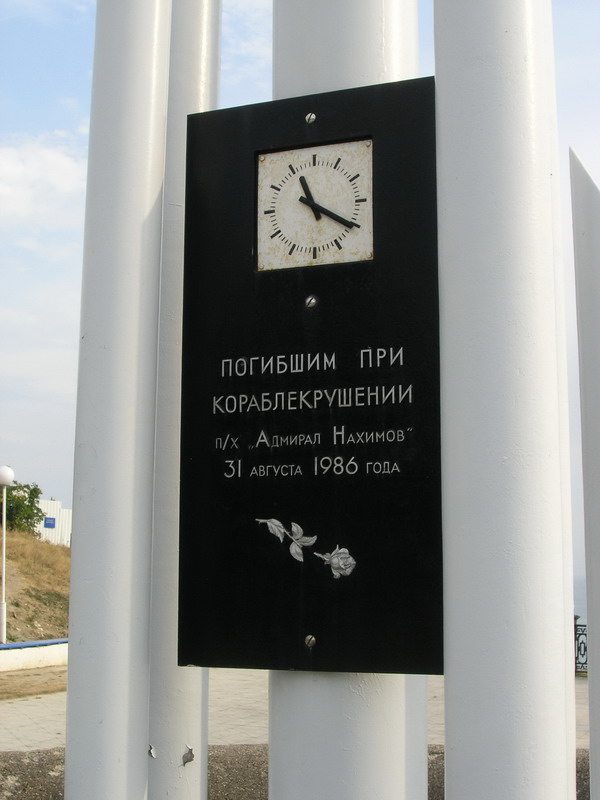 ПОГИБШИМ ПРИ
КОРАБЛЕКРУШЕНИИ
п/х „Адмирал Нахимов"
31 августа 1986 года